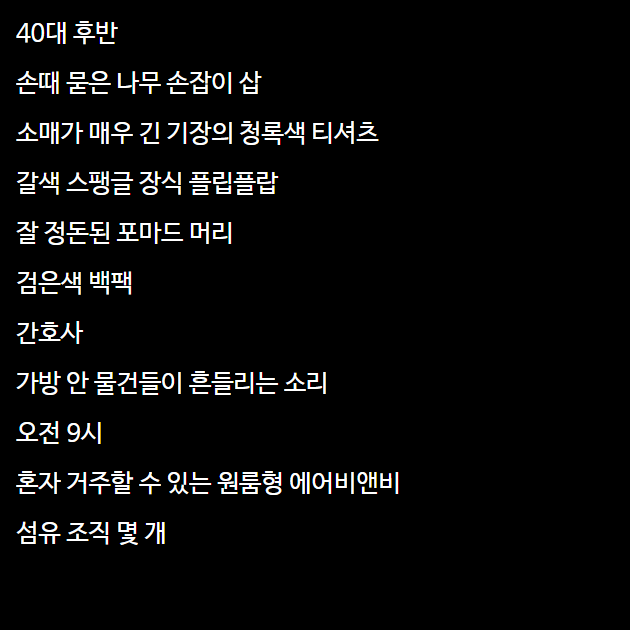 40대 후반
손때 묻은 나무 손잡이 삽
소매가 매우 긴 기장의 청록색 티셔츠
갈색 스팽글 장식 플립플랍
잘 정돈된 포마드 머리
검은색 백팩
간호사
가방 안 물건들이 흔들리는 소리
오전 9시
혼자 거주할 수 있는 원룸형 에어비앤비
섬유 조직 몇 개